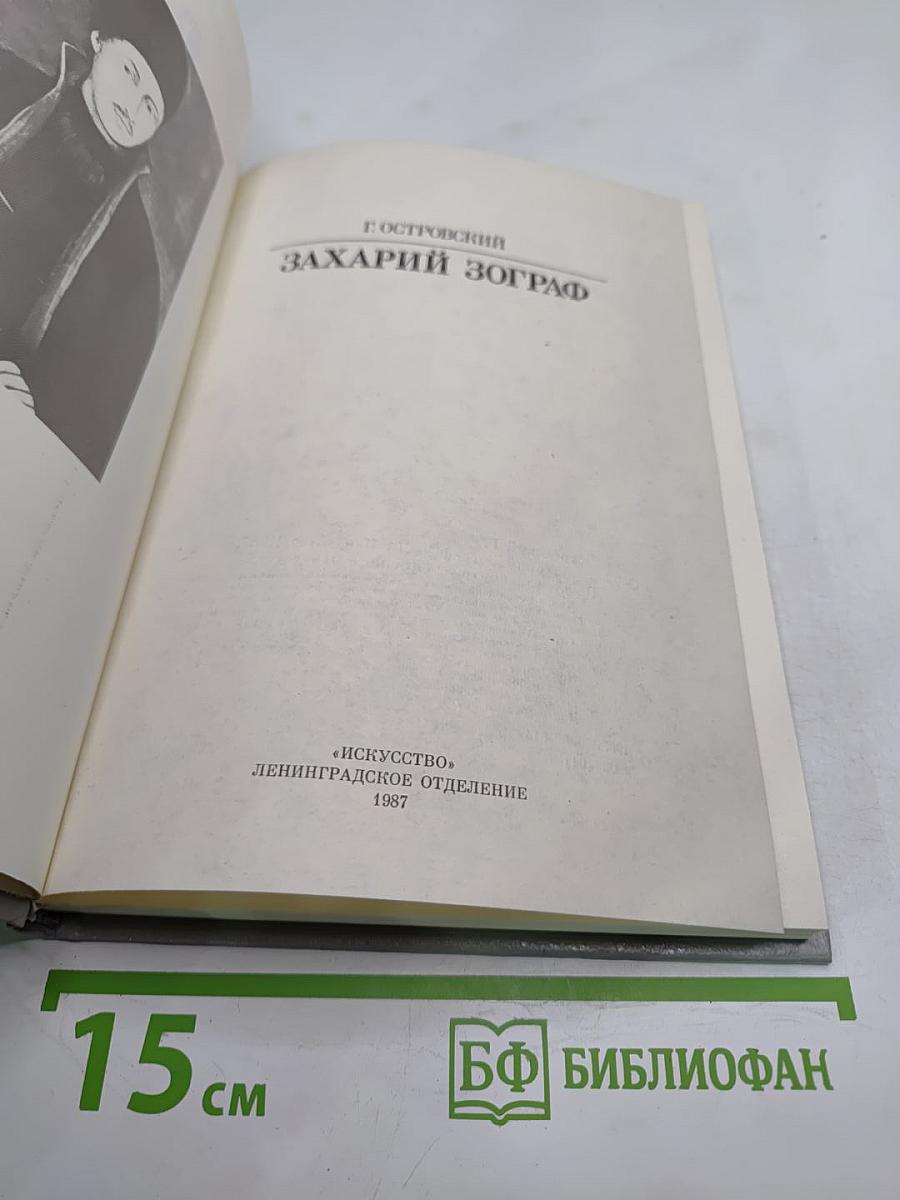 Г. ОСТРОВСКИЙ
ЗАХАРИЙ ЗОГРАФ
«ИСКУССТВО»
ЛЕНИНГРАДСКОЕ ОТДЕЛЕНИЕ
1987
15 см
БФ БИБЛИОФАН